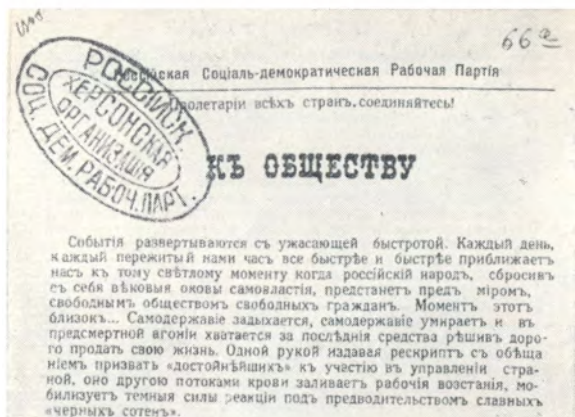 66 а
Россійская Соціаль-демократическая Рабочая Партія
Пролетаріи всѣхъ странъ, соединяйтесь!
РОССІЙСК.
СОЦ. ДЕМ. РАБОЧ. ПАРТ.
ХЕРСОНСКАЯ
ОРГАНИЗАЦІЯ
КЪ ОБЩЕСТВУ
Событія развертываются съ ужасающей быстротой. Каждый день,
каждый пережитый нами часъ все быстрѣе и быстрѣе приближаетъ
насъ къ тому свѣтлому моменту когда россійскій народъ, сбросив
съ себя вѣковыя оковы самовластія, предстанетъ предъ міромъ,
свободнымъ обществомъ свободныхъ гражданъ. Моментъ этотъ
близокъ... Самодержавіе задыхается, самодержавіе умираетъ и въ
предсмертной агоніи хватается за послѣднія средства рѣшивъ доро-
го продать свою жизнь. Одной рукой издавая рескриптъ съ обѣща
ніемъ призвать «достойнѣйшихъ» къ участію въ управленіи стра-
ной, оно другою потоками крови заливаетъ рабочія возстанія, мо-
билизуетъ темныя силы реакціи подъ предводительствомъ славныхъ
«черныхъ сотенъ».